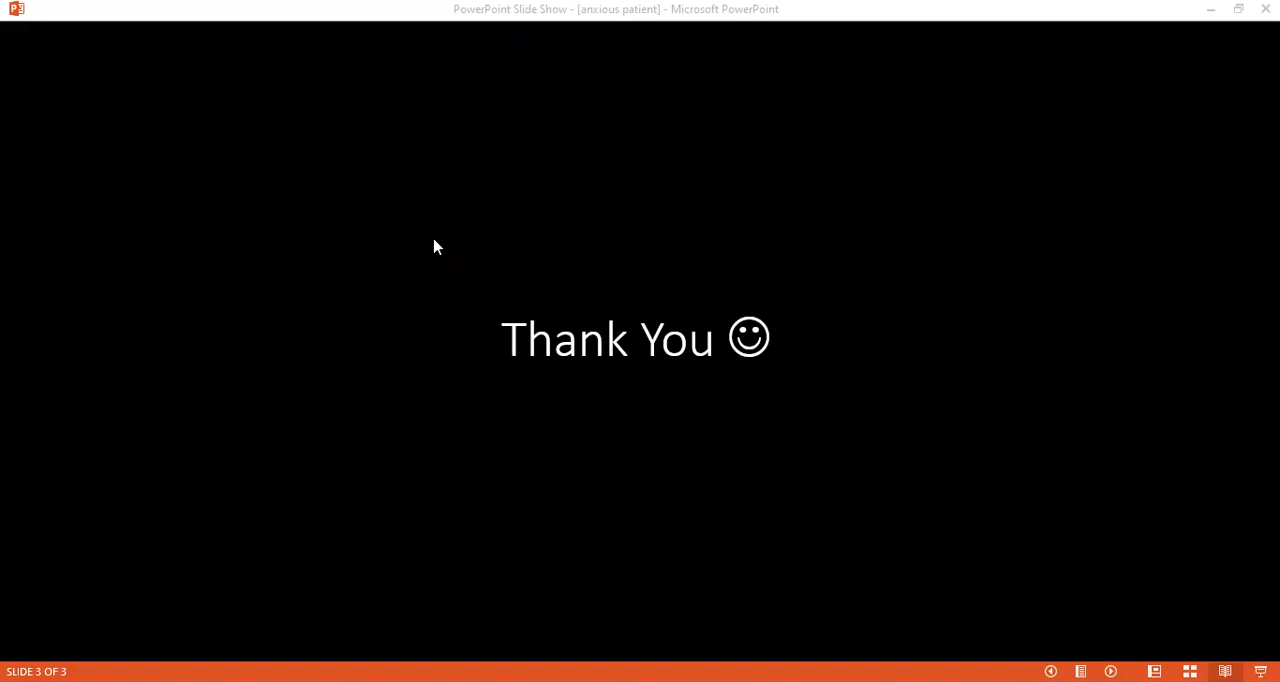 PowerPoint Slide Show - [anxious patient] - Microsoft PowerPoint
Thank You ☺
SLIDE 3 OF 3